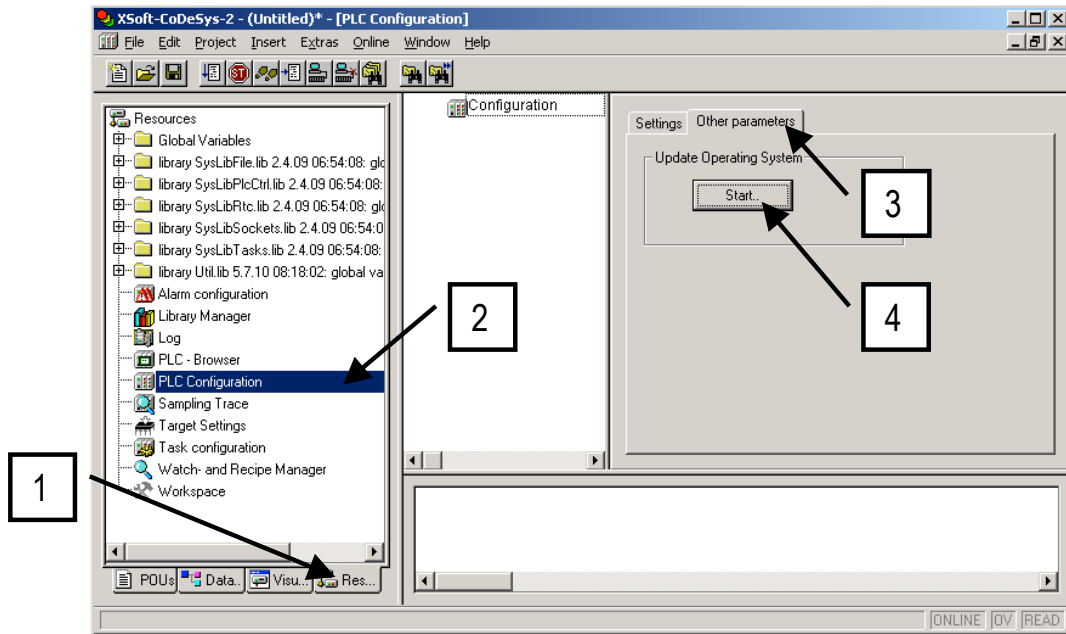 XSoft-CoDeSys-2 - (Untitled)* - [PLC Configuration]
File Edit Project Insert Extras Online Window Help
Resources
Global Variables
library SysLibFile.lib 2.4.09 06:54:08: glo
library SysLibPlcCtrl.lib 2.4.09 06:54:08:
library SysLibRtc.lib 2.4.09 06:54:08: glo
library SysLibSockets.lib 2.4.09 06:54:0
library SysLibTasks.lib 2.4.09 06:54:08:
library Util.lib 5.7.10 08:18:02: global va
Alarm configuration
Library Manager
Log
PLC - Browser
PLC Configuration
Sampling Trace
Target Settings
Task configuration
Watch- and Recipe Manager
Workspace
POUs Data.. Visu... Res...
Configuration
Settings Other parameters
Update Operating System
Start..
1
2
3
4
ONLINE OV READ